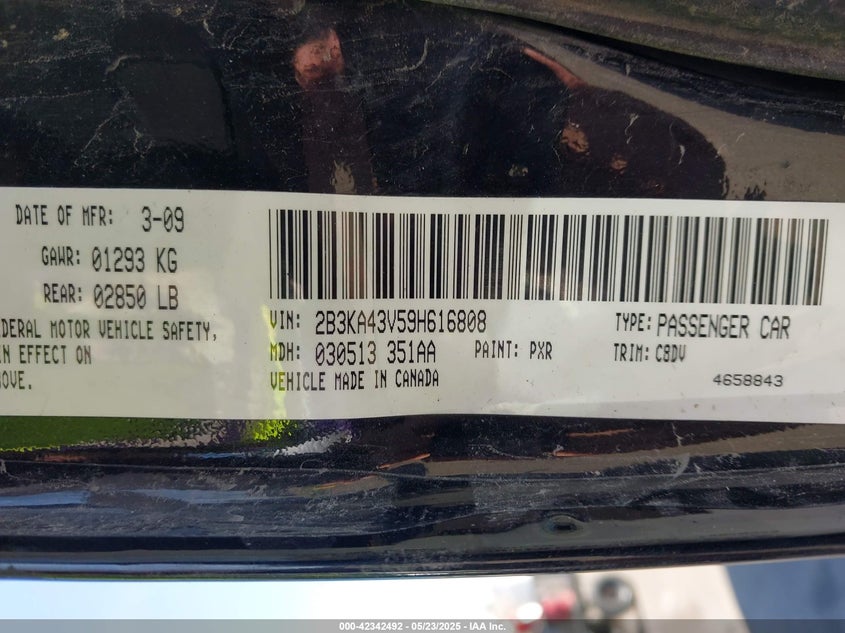 DATE OF MFR: 3-09
GAWR: 01293 KG
REAR: 02850 LB
MOTOR VEHICLE SAFETY,
IN EFFECT ON
VIN: 2B3KA43V59H616808 TYPE: PASSENGER CAR
MDH: 030513 351AA PAINT: PXR TRIM: C8DV
VEHICLE MADE IN CANADA 4658843
000-42342492 - 05/23/2025 - IAA Inc.